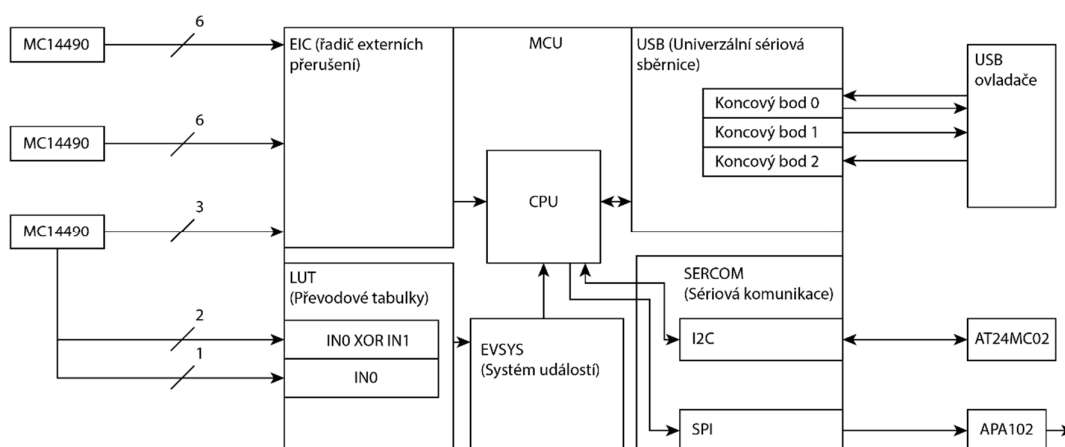 MC14490
6
EIC (řadič externích
přerušení)
MCU
USB (Univerzální sériová
sběrnice)
USB
ovladače
Koncový bod 0
Koncový bod 1
Koncový bod 2
MC14490
6
CPU
MC14490
3
LUT
(Převodové tabulky)
SERCOM
(Sériová komunikace)
2
IN0 XOR IN1
1
IN0
EVSYS
(Systém událostí)
I2C
AT24MC02
SPI
APA102